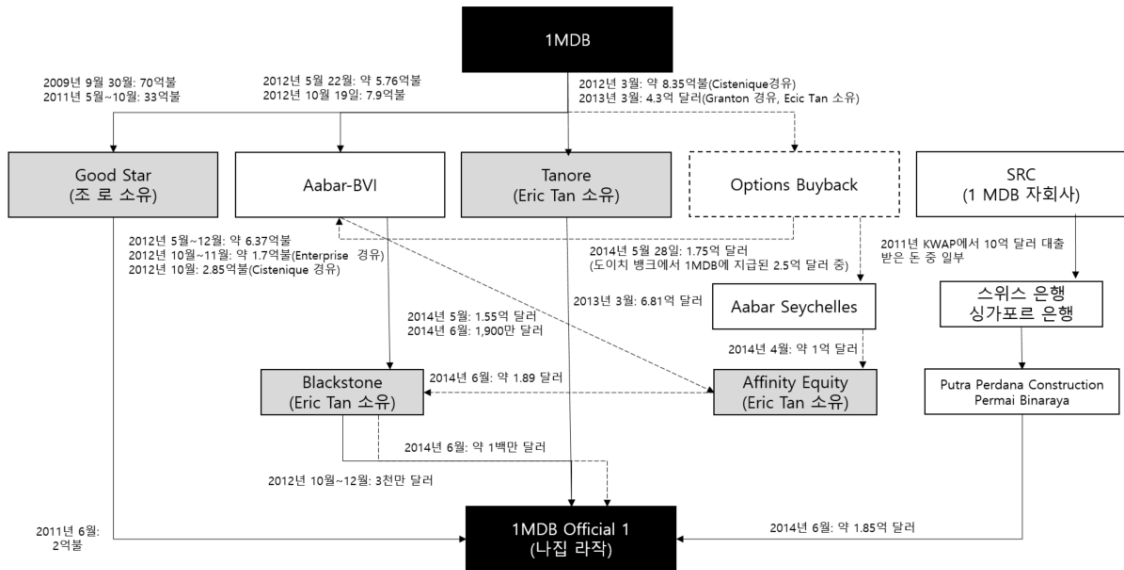 1MDB
2009년 9월 30월: 70억불
2011년 5월~10월: 33억불
2012년 5월 22월: 약 5.76억불
2012년 10월 19일: 7.9억불
2012년 3월: 약 8.35억불(Cistenique경유)
2013년 3월: 4.3억 달러(Granton 경유, Ecic Tan 소유)
Good Star
(조 로 소유)
Aabar-BVI
Tanore
(Eric Tan 소유)
Options Buyback
SRC
(1 MDB 자회사)
2012년 5월~12월: 약 6.37억불
2012년 10월~11월: 약 1.7억불(Enterprise 경유)
2012년 10월: 2.85억불(Cistenique 경유)
2014년 5월 28일: 1.75억 달러
(도이치 뱅크에서 1MDB에 지급된 2.5억 달러 중)
2011년 KWAP에서 10억 달러 대출
받은 돈 중 일부
2013년 3월: 6.81억 달러
Aabar Seychelles
스위스 은행
싱가포르 은행
2014년 5월: 1.55억 달러
2014년 6월: 1,900만 달러
2014년 4월: 약 1억 달러
Blackstone
(Eric Tan 소유)
2014년 6월: 약 1.89 달러
Affinity Equity
(Eric Tan 소유)
Putra Perdana Construction
Permai Binaraya
2014년 6월: 약 1백만 달러
2012년 10월~12월: 3천만 달러
2011년 6월:
2억불
1MDB Official 1
(나집 라작)
2014년 6월: 약 1.85억 달러